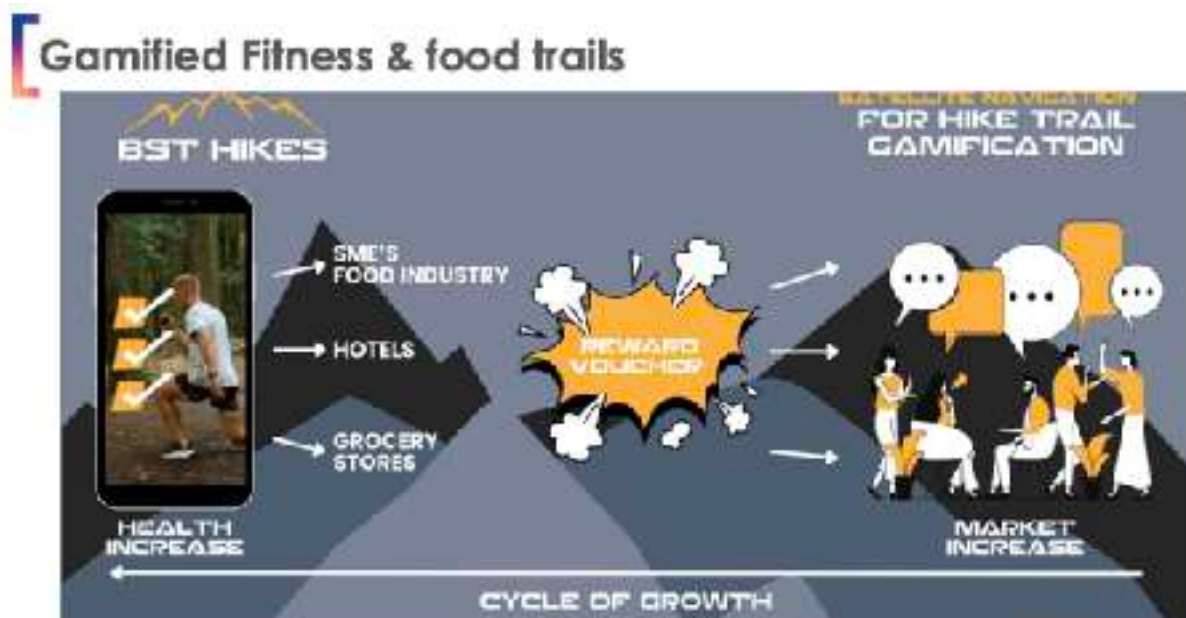 Gamified Fitness & food trails
BST HIKES
SATELLITE NAVIGATION
FOR HIKE TRAIL
GAMIFICATION
SME'S
FOOD INDUSTRY
HOTELS
GROCERY
STORES
REWARD
VOUCHOR
HEALTH
INCREASE
MARKET
INCREASE
CYCLE OF GROWTH